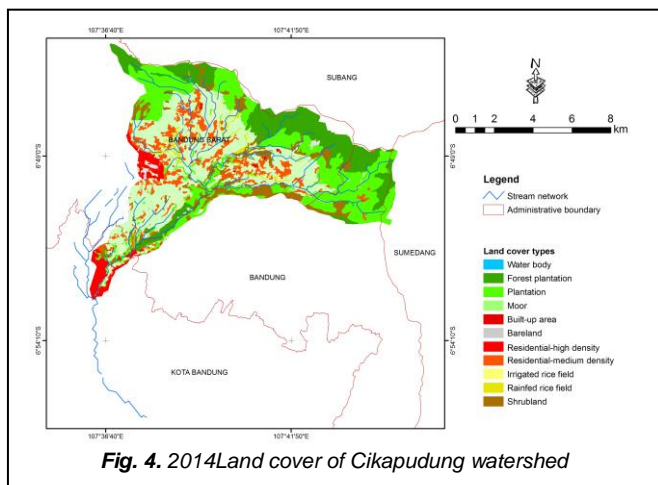 107°36'40"E
107°41'50"E
SUBANG
N
BANDUNG BARAT
0 1 2 4 6 8
km
6°49'0"S
6°49'0"S
Legend
Stream network
Administrative boundary
SUMEDANG
BANDUNG
Land cover types
Water body
Forest plantation
Plantation
Moor
Built-up area
Bareland
Residential-high density
Residential-medium density
Irrigated rice field
Rainfed rice field
Shrubland
6°54'10"S
6°54'10"S
KOTA BANDUNG
107°36'40"E
107°41'50"E
Fig. 4. 2014Land cover of Cikapudung watershed